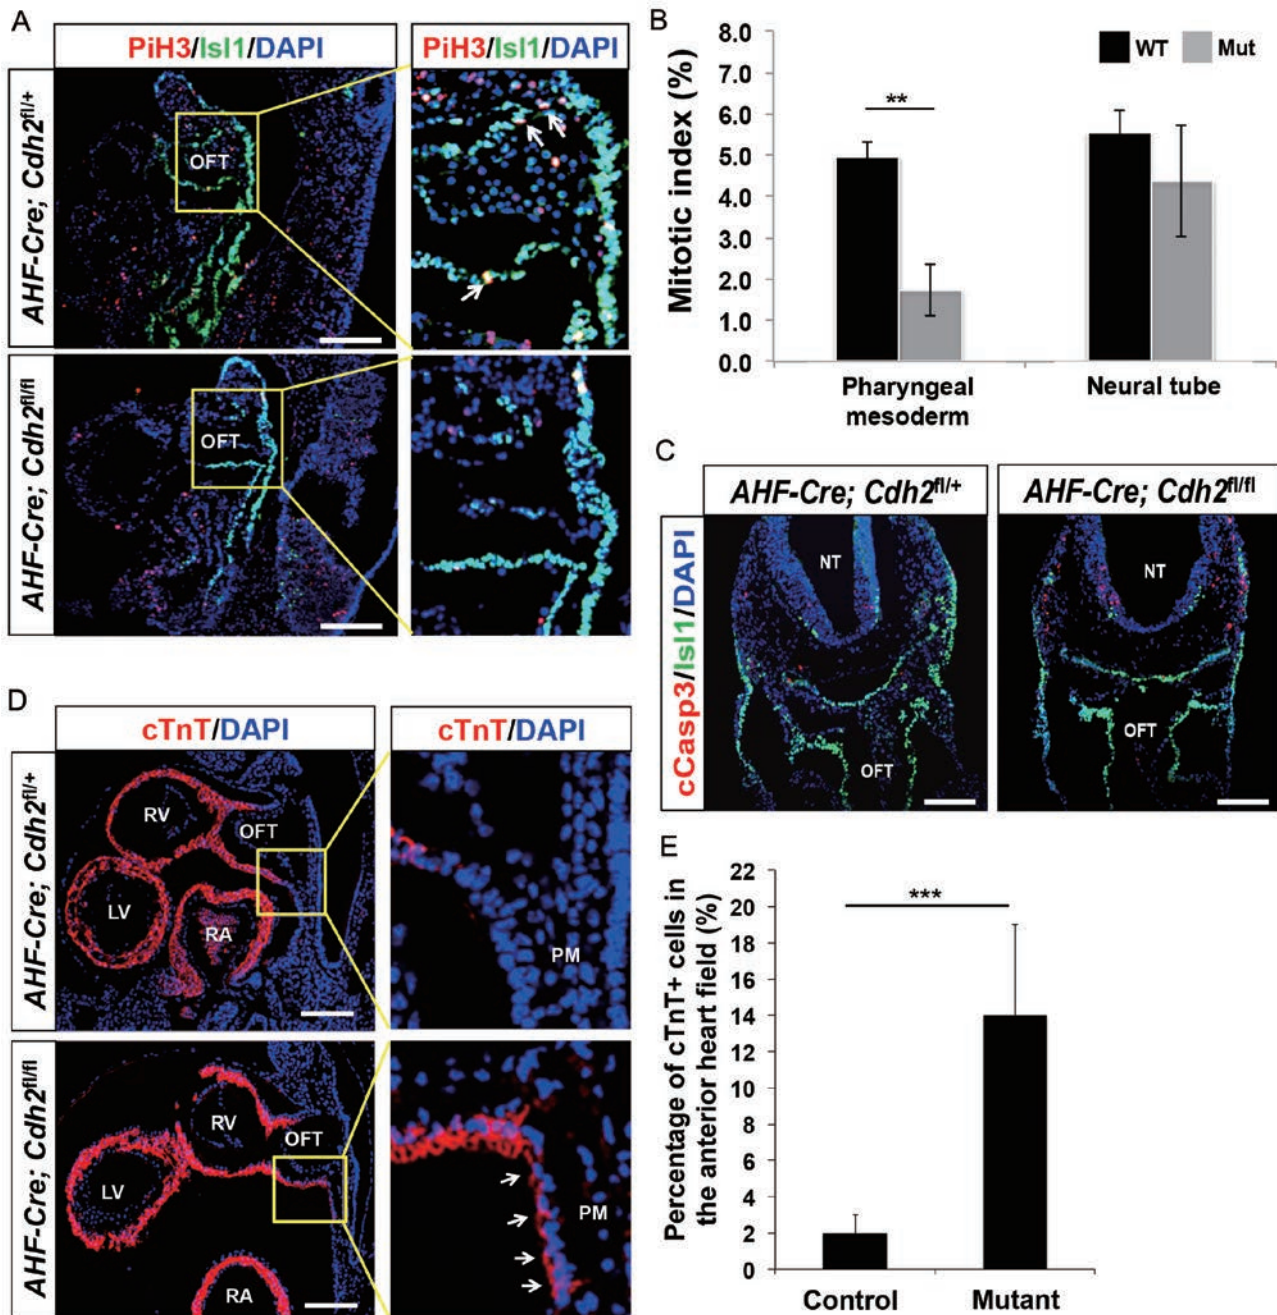 A
PiH3/Isl1/DAPI
PiH3/Isl1/DAPI
AHF-Cre; Cdh2fl/+
OFT
AHF-Cre; Cdh2fl/fl
OFT
B
Mitotic index (%)
8.0
7.0
6.0
5.0
4.0
3.0
2.0
1.0
0.0
WT
Mut
**
Pharyngeal
mesoderm
Neural tube
C
AHF-Cre; Cdh2fl/+
AHF-Cre; Cdh2fl/fl
cCasp3/Isl1/DAPI
NT
OFT
NT
OFT
D
cTnT/DAPI
cTnT/DAPI
AHF-Cre; Cdh2fl/+
RV
OFT
LV
RA
PM
AHF-Cre; Cdh2fl/fl
RV
OFT
LV
RA
PM
E
Percentage of cTnT+ cells in
the anterior heart field (%)
22
20
18
16
14
12
10
8
6
4
2
0
***
Control
Mutant